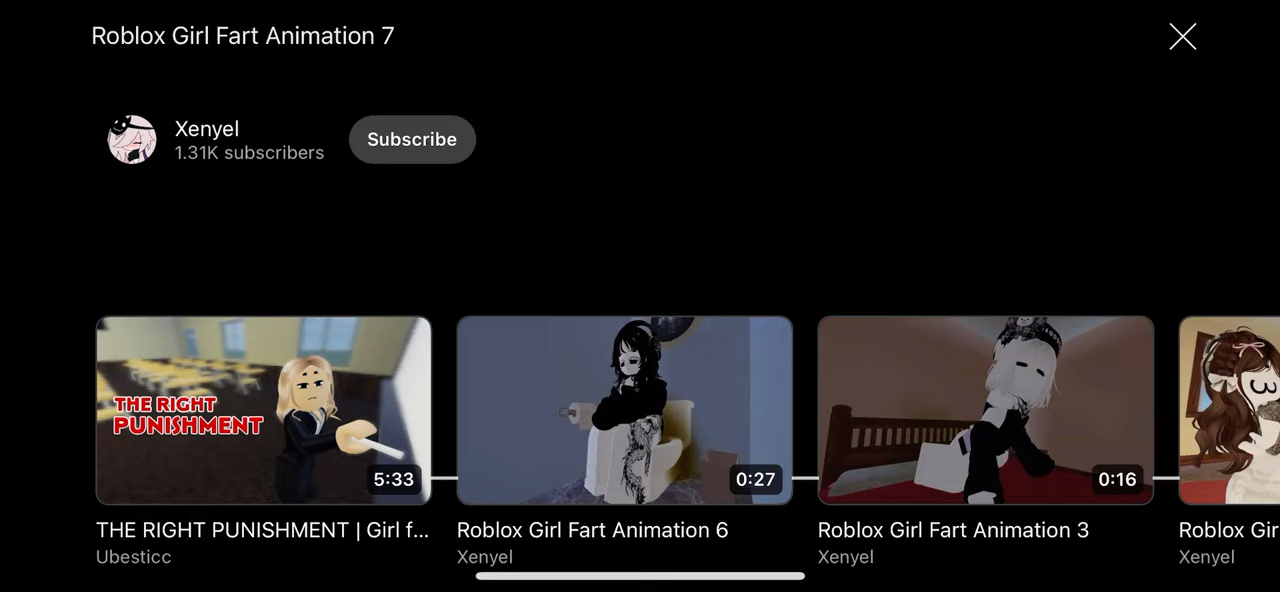 Roblox Girl Fart Animation 7
Xenyel
1.31K subscribers
Subscribe
THE RIGHT
PUNISHMENT
5:33
0:27
0:16
THE RIGHT PUNISHMENT | Girl f...
Ubesticc
Roblox Girl Fart Animation 6
Xenyel
Roblox Girl Fart Animation 3
Xenyel
Roblox Gir
Xenyel